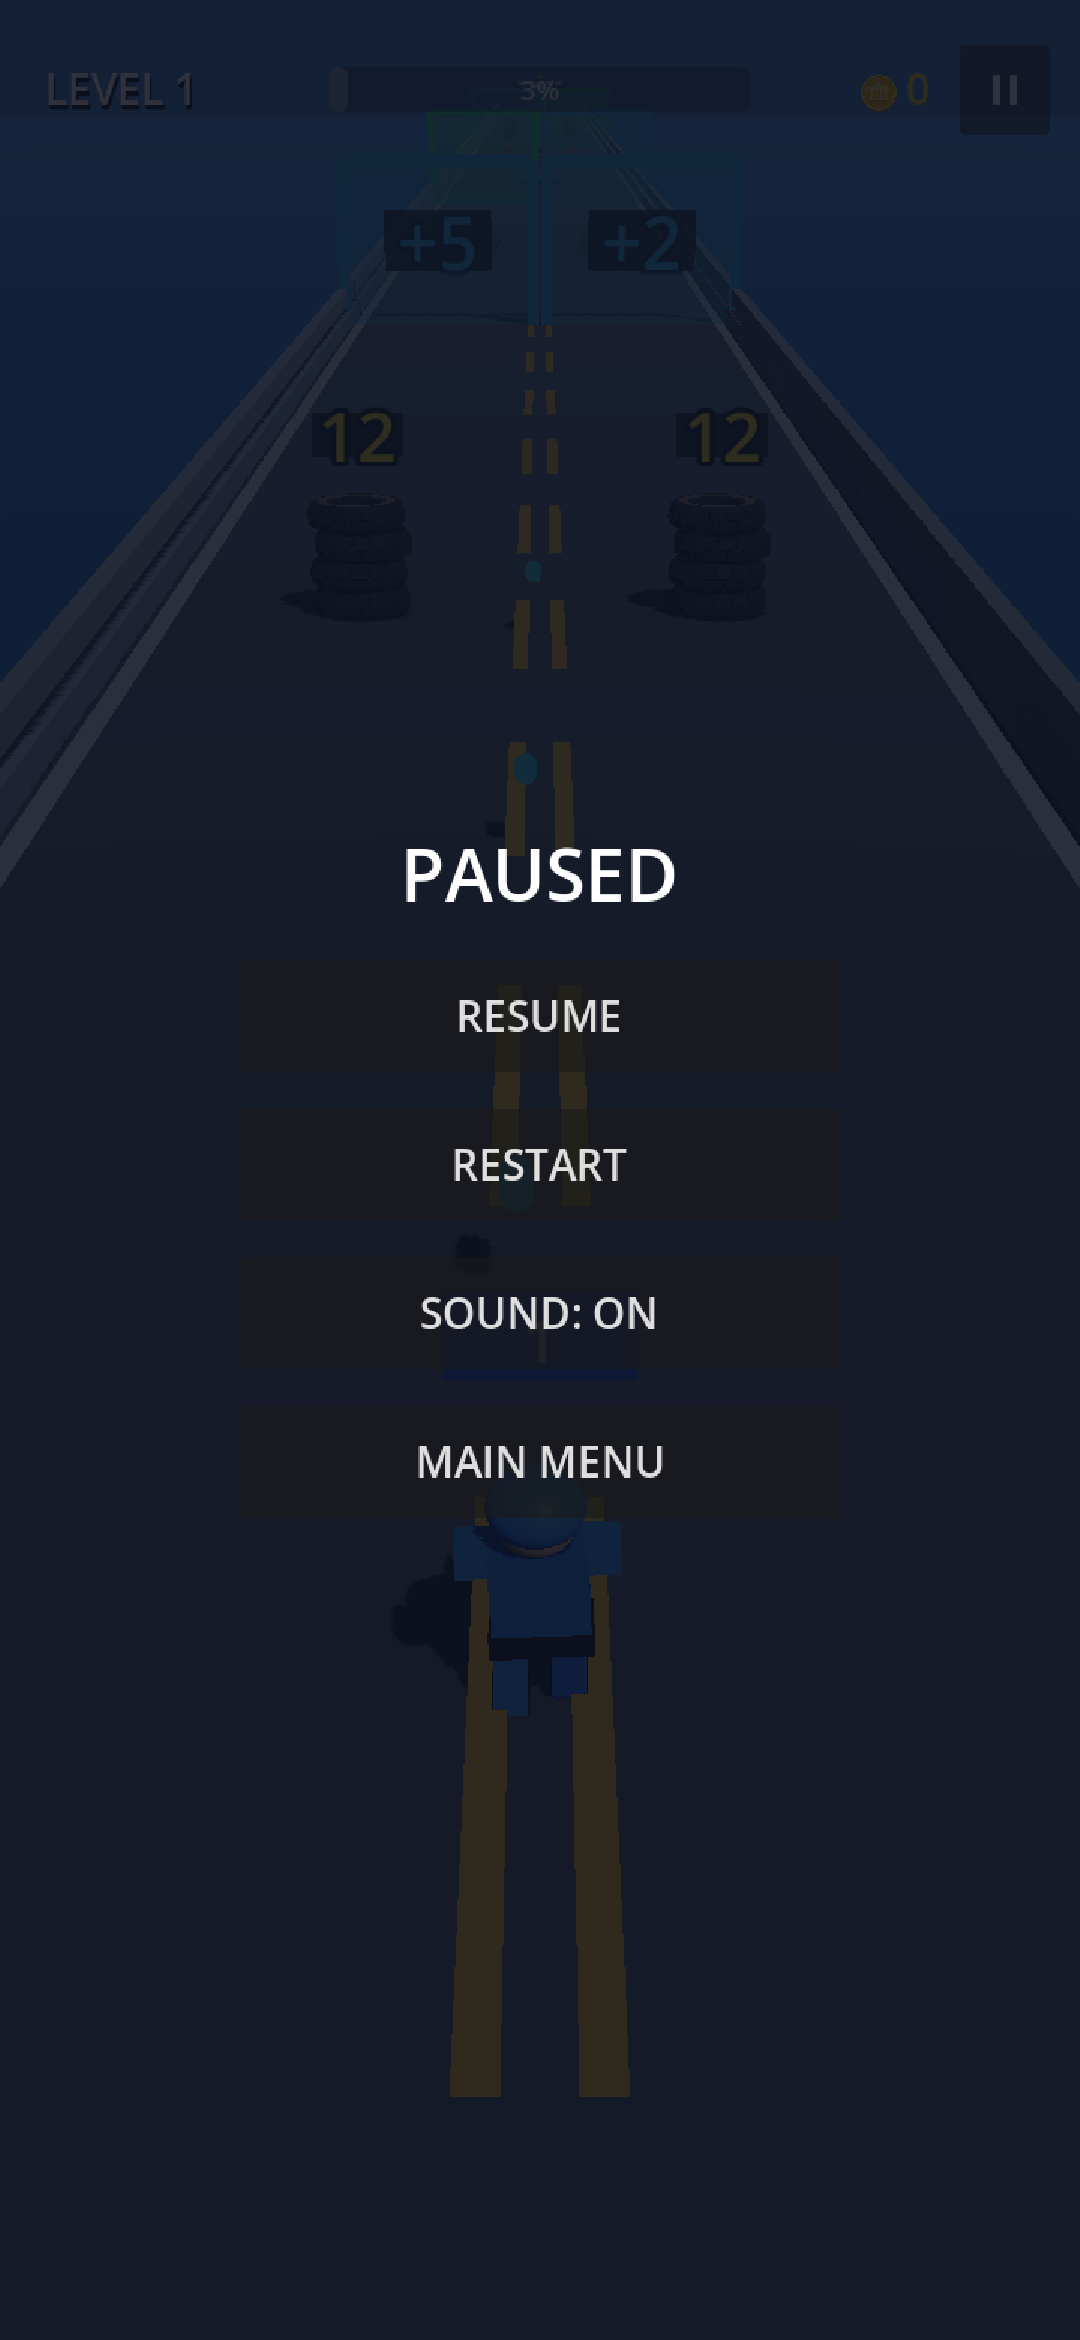 LEVEL 1
3%
0
+5 +2
12 12
PAUSED
RESUME
RESTART
SOUND: ON
MAIN MENU